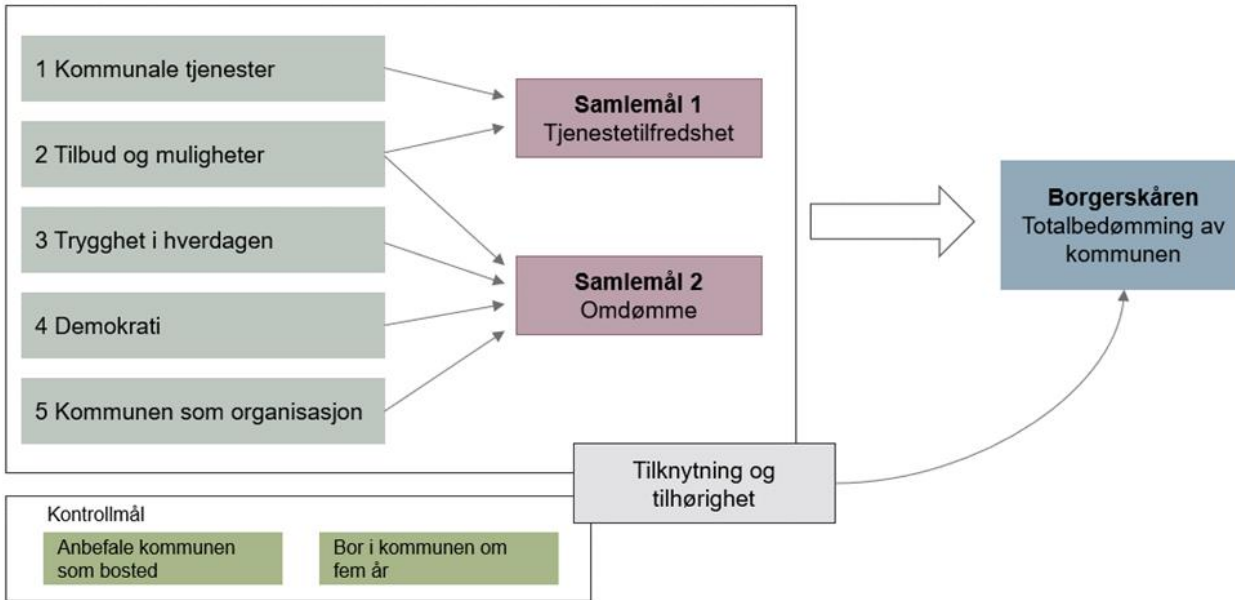 1 Kommunale tjenester
2 Tilbud og muligheter
3 Trygghet i hverdagen
4 Demokrati
5 Kommunen som organisasjon
Samlemål 1
Tjenestetilfredshet
Samlemål 2
Omdømme
Borgerskåren
Totalbedømming av
kommunen
Tilknytning og
tilhørighet
Kontrollmål
Anbefale kommunen
som bosted
Bor i kommunen om
fem år